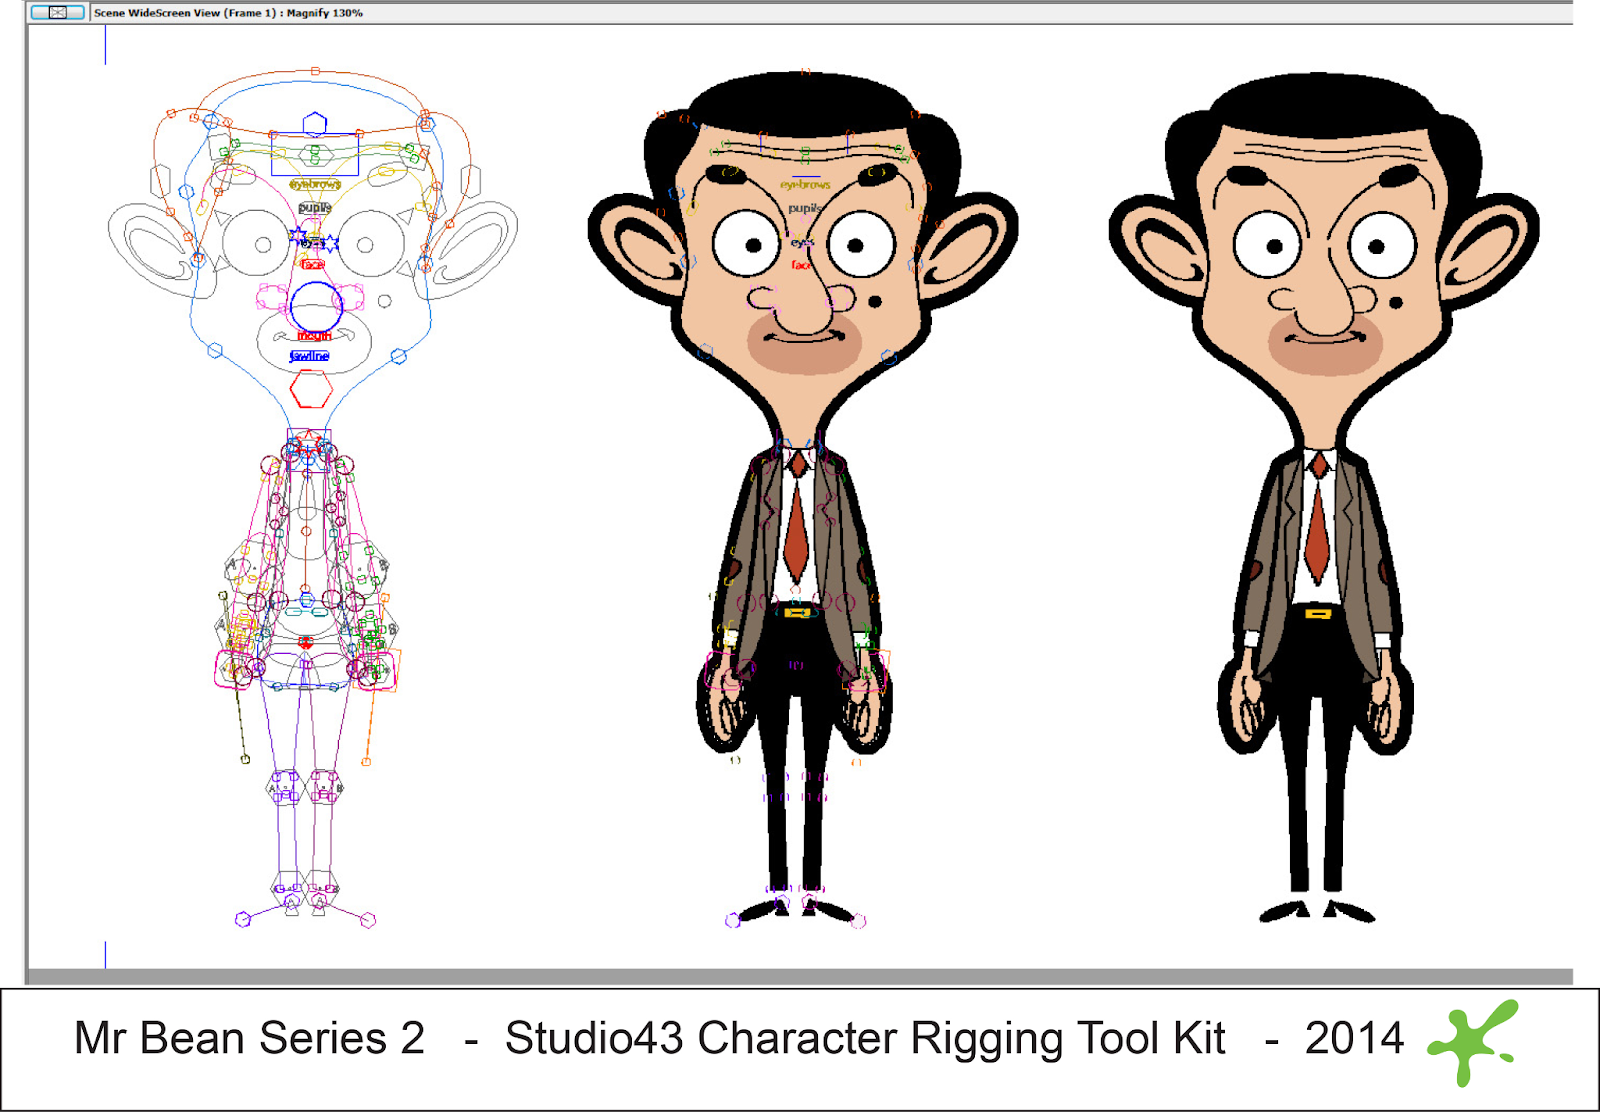 Scene WideScreen View (Frame 1) : Magnify 130%
eyebrows
pupils
eyes
face
mouth
jawline
A
B
A
B
A
B
eyebrows
pupils
eyes
face
Mr Bean Series 2 - Studio43 Character Rigging Tool Kit - 2014